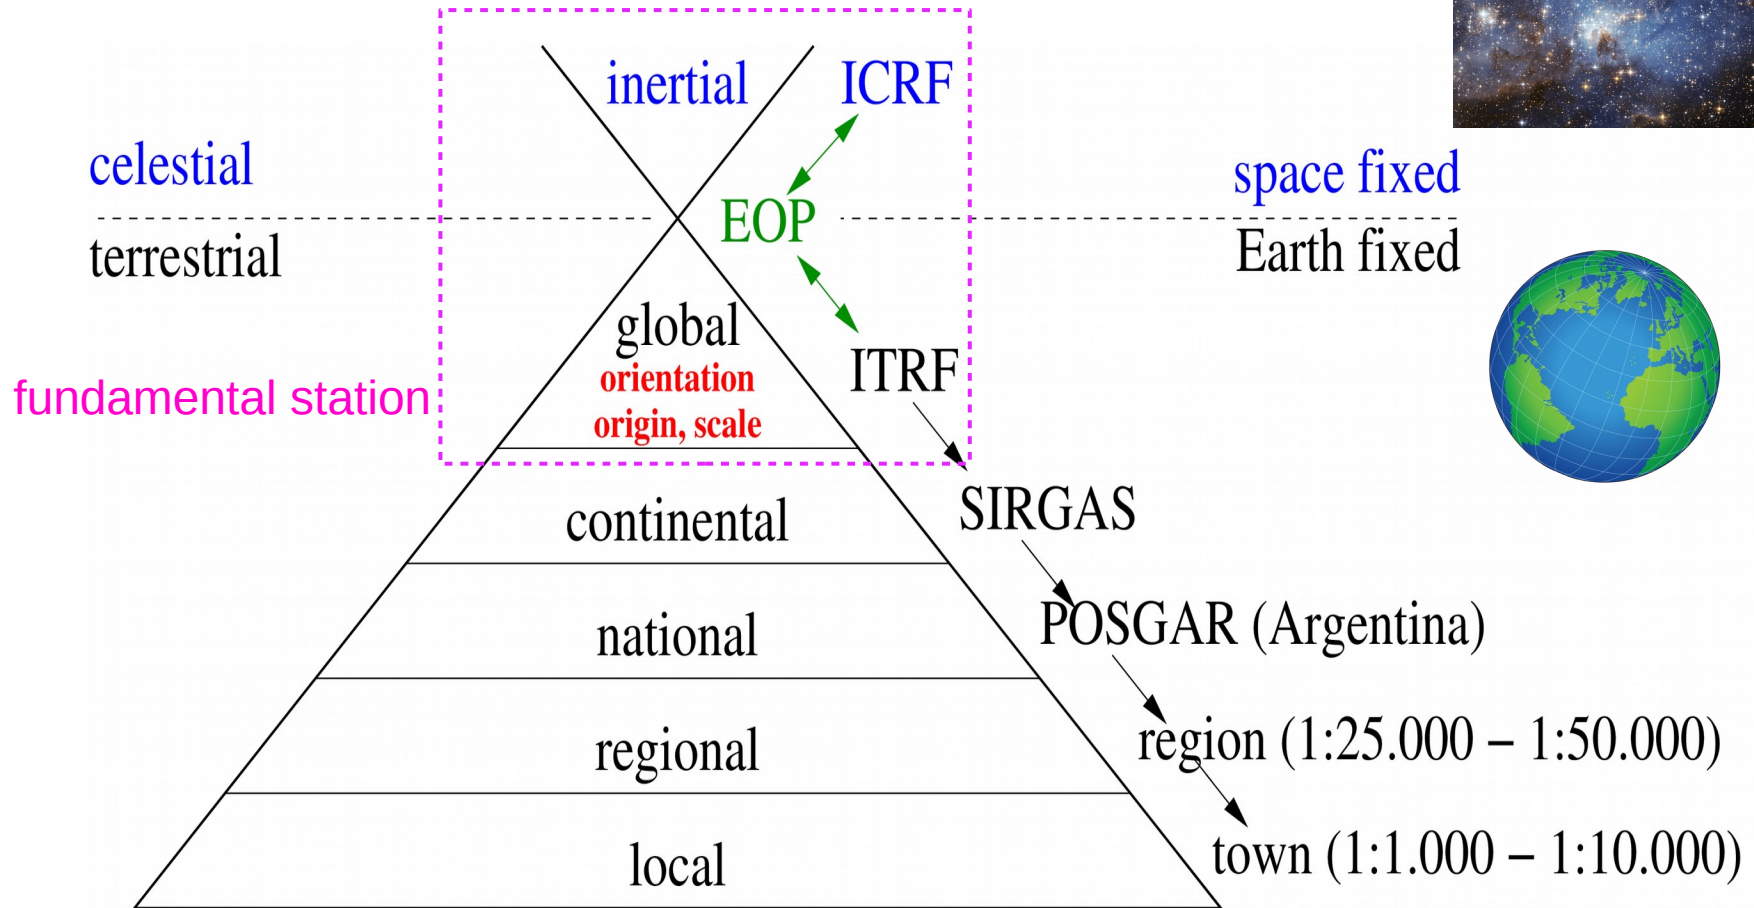 inertial
ICRF
celestial
space fixed
EOP
terrestrial
Earth fixed
global
orientation
origin, scale
ITRF
fundamental station
continental
SIRGAS
national
POSGAR (Argentina)
regional
region (1:25.000 – 1:50.000)
local
town (1:1.000 – 1:10.000)